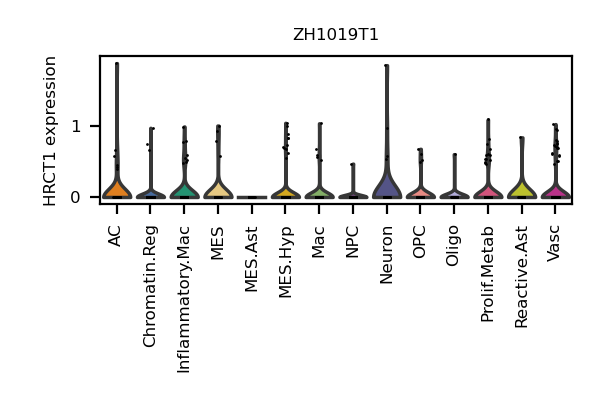 ZH1019T1
HRCT1 expression
1
0
AC
Chromatin.Reg
Inflammatory.Mac
MES
MES.Ast
MES.Hyp
Mac
NPC
Neuron
OPC
Oligo
Prolif.Metab
Reactive.Ast
Vasc